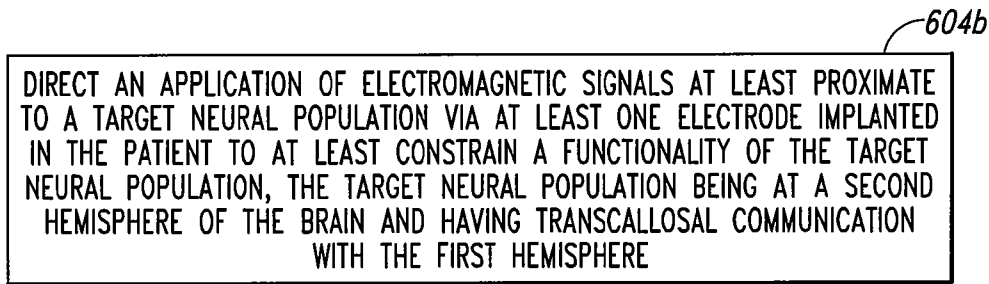 604b
DIRECT AN APPLICATION OF ELECTROMAGNETIC SIGNALS AT LEAST PROXIMATE
TO A TARGET NEURAL POPULATION VIA AT LEAST ONE ELECTRODE IMPLANTED
IN THE PATIENT TO AT LEAST CONSTRAIN A FUNCTIONALITY OF THE TARGET
NEURAL POPULATION, THE TARGET NEURAL POPULATION BEING AT A SECOND
HEMISPHERE OF THE BRAIN AND HAVING TRANSCALLOSAL COMMUNICATION
WITH THE FIRST HEMISPHERE